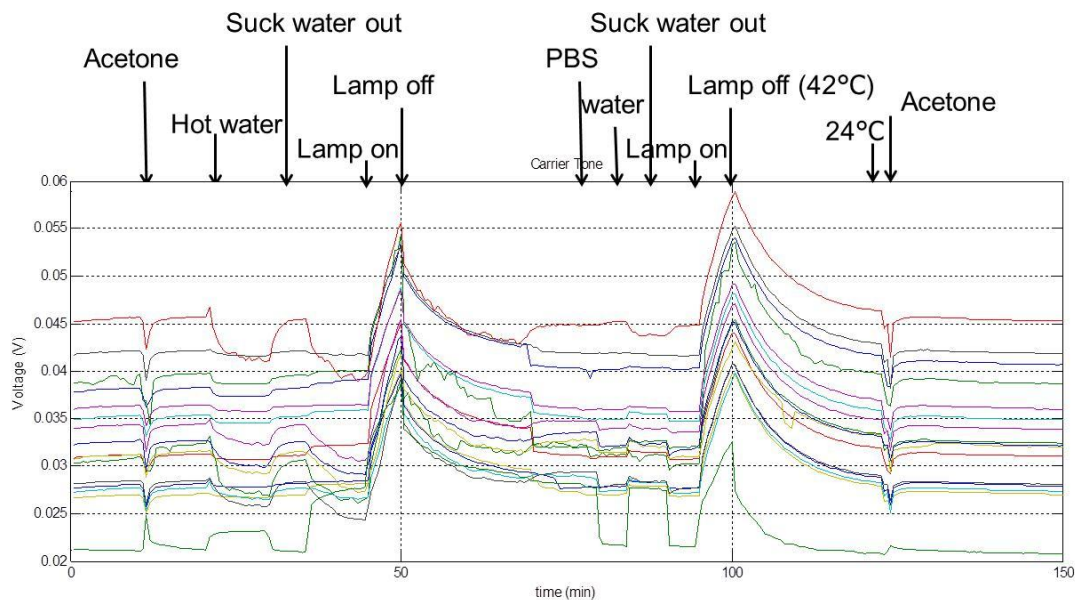 Suck water out
Suck water out
Acetone
PBS
Lamp off
Lamp off (42°C)
Acetone
water
Hot water
24°C
Lamp on
Lamp on
Carrier Tone
0.06
0.055
0.05
0.045
0.04
0.035
0.03
0.025
0.02
Voltage (V)
0
50
100
150
time (min)